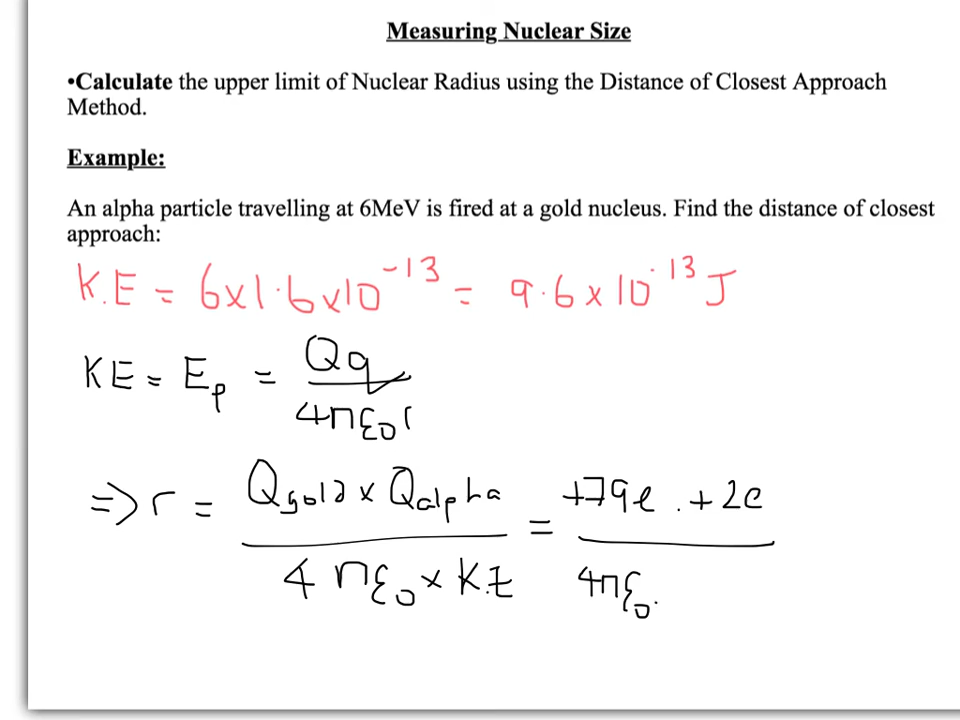 Measuring Nuclear Size
•Calculate the upper limit of Nuclear Radius using the Distance of Closest Approach
Method.
Example:
An alpha particle travelling at 6MeV is fired at a gold nucleus. Find the distance of closest
approach:
K.E = 6x1.6x10^-13 = 9.6x10^-13 J
KE = Ep = Qq / 4πε0r
=> r = Qgold x Qalpha / 4πε0 x K.E = +79e . +2e / 4πε0.